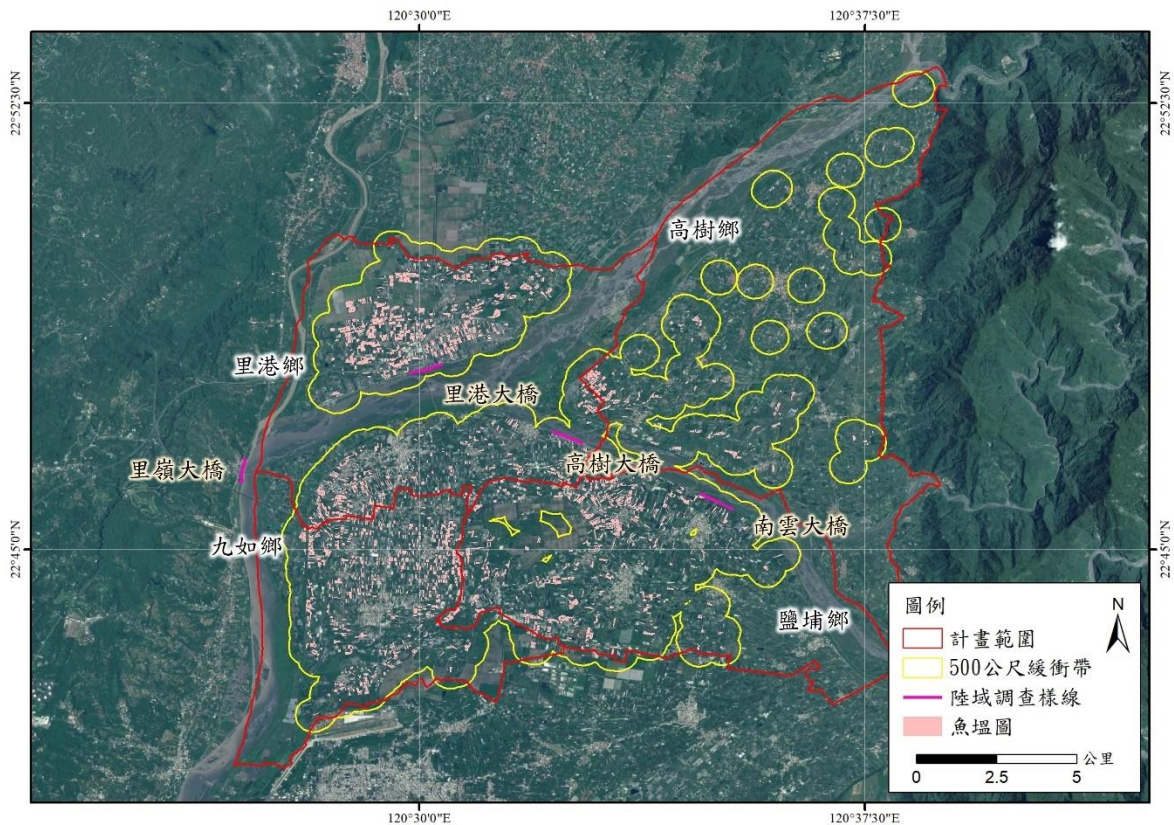 120°30'0"E
120°37'30"E
22°52'30"N
22°52'30"N
高樹鄉
里港鄉
里港大橋
里嶺大橋
高樹大橋
南雲大橋
九如鄉
22°45'0"N
22°45'0"N
鹽埔鄉
圖例
N
計畫範圍
500公尺緩衝帶
陸域調查樣線
魚塭圖
公里
0
2.5
5
120°30'0"E
120°37'30"E